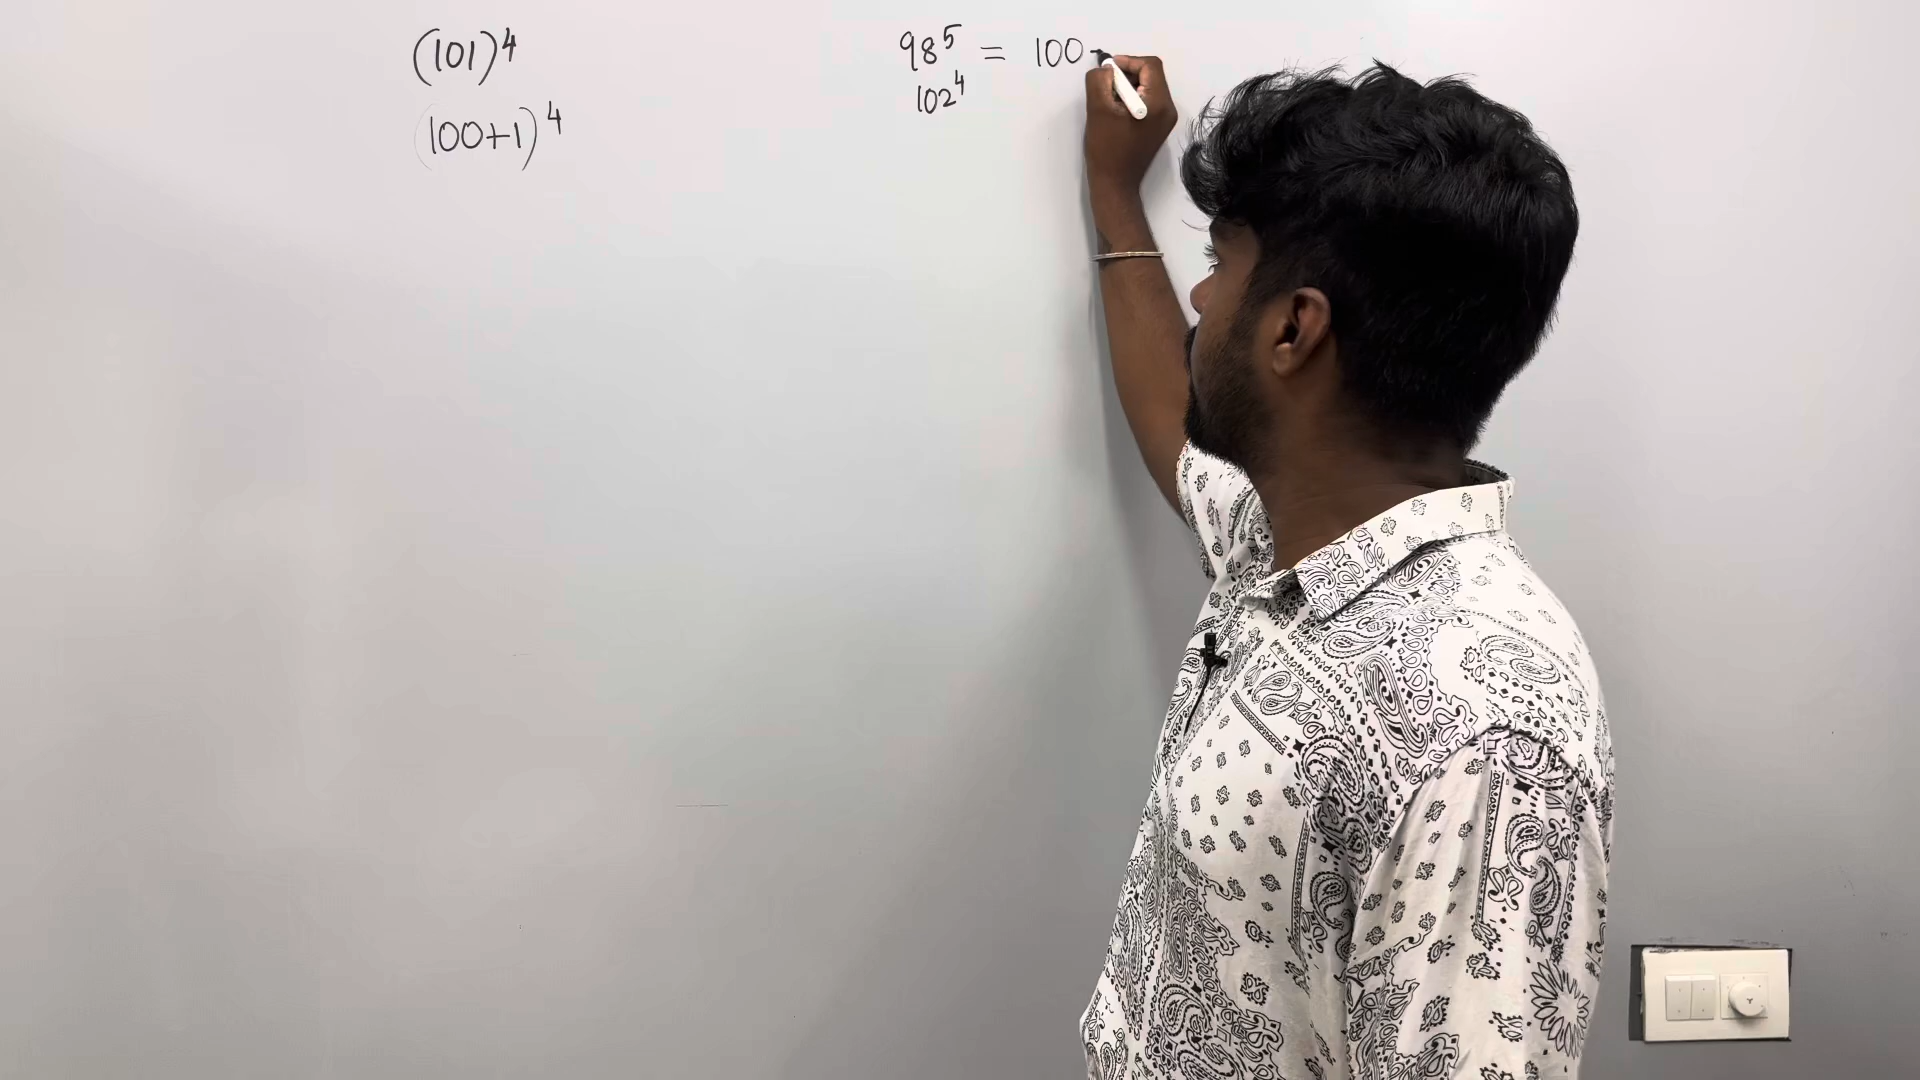 (101)⁴
(100+1)⁴
98⁵ = 100-
102⁴